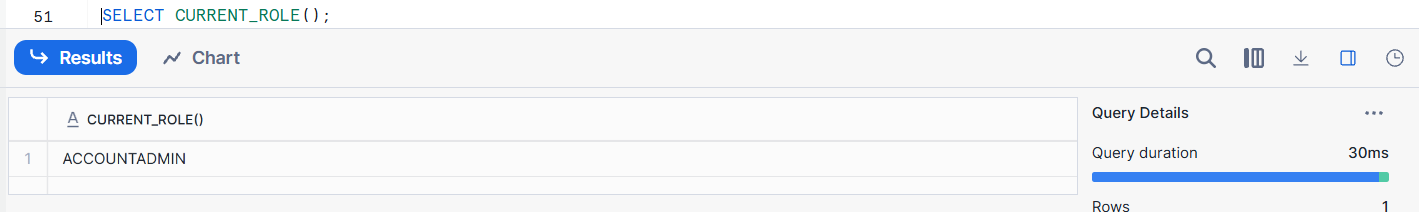 51 SELECT CURRENT_ROLE();
Results Chart
A CURRENT_ROLE()
1 ACCOUNTADMIN
Query Details ...
Query duration 30ms
Rows 1